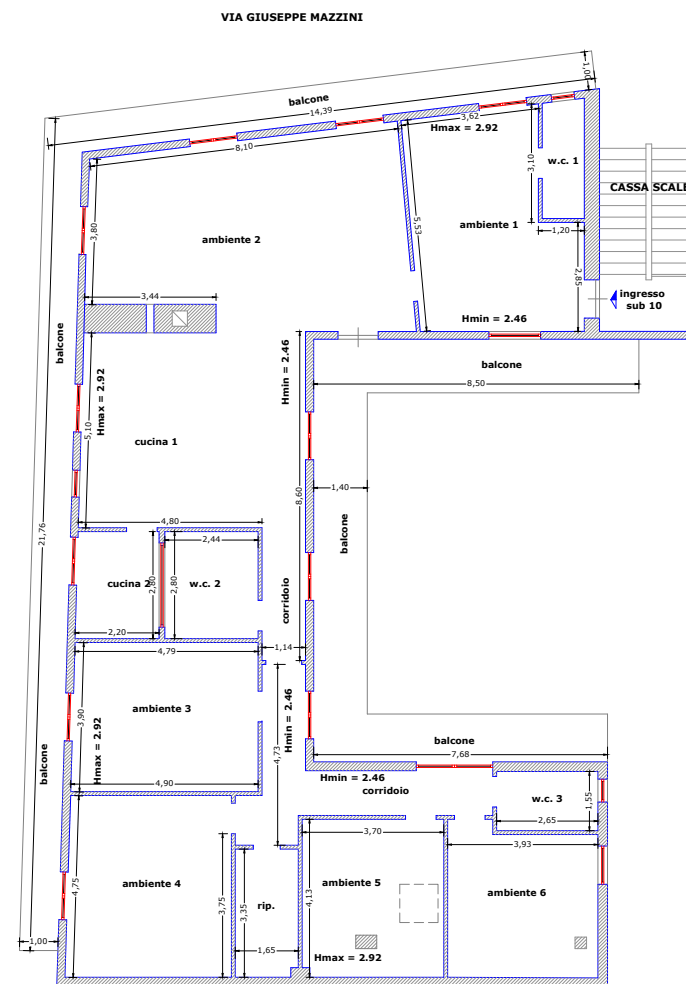 VIA GIUSEPPE MAZZINI
1,00
balcone
14,39
Hmax = 2.92
3,62
8,10
w.c. 1
3,10
CASSA SCALE
ambiente 1
5,53
ambiente 2
3,80
1,20
2,85
3,44
ingresso
sub 10
Hmin = 2.46
balcone
balcone
8,50
Hmin = 2.46
Hmax = 2.92
5,10
cucina 1
8,60
1,40
balcone
21,76
4,80
2,44
cucina 2
2,80
2,80
w.c. 2
corridoio
2,20
1,14
4,79
ambiente 3
3,90
Hmax = 2.92
Hmin = 2.46
4,73
balcone
balcone
7,68
4,90
Hmin = 2.46
corridoio
w.c. 3
1,55
2,65
3,70
3,93
4,75
ambiente 4
3,75
3,35
rip.
4,13
ambiente 5
ambiente 6
1,00
1,65
Hmax = 2.92